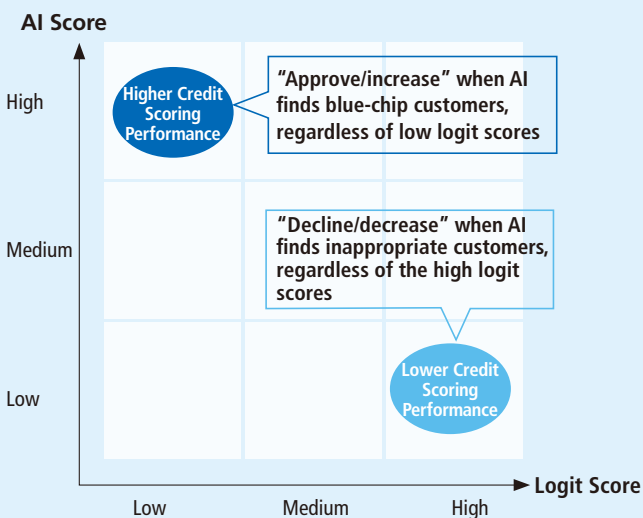 AI Score
High
Higher Credit
Scoring
Performance
“Approve/increase” when AI
finds blue-chip customers,
regardless of low logit scores
Medium
“Decline/decrease” when AI
finds inappropriate customers,
regardless of the high logit
scores
Low
Lower Credit
Scoring
Performance
Logit Score
Low
Medium
High